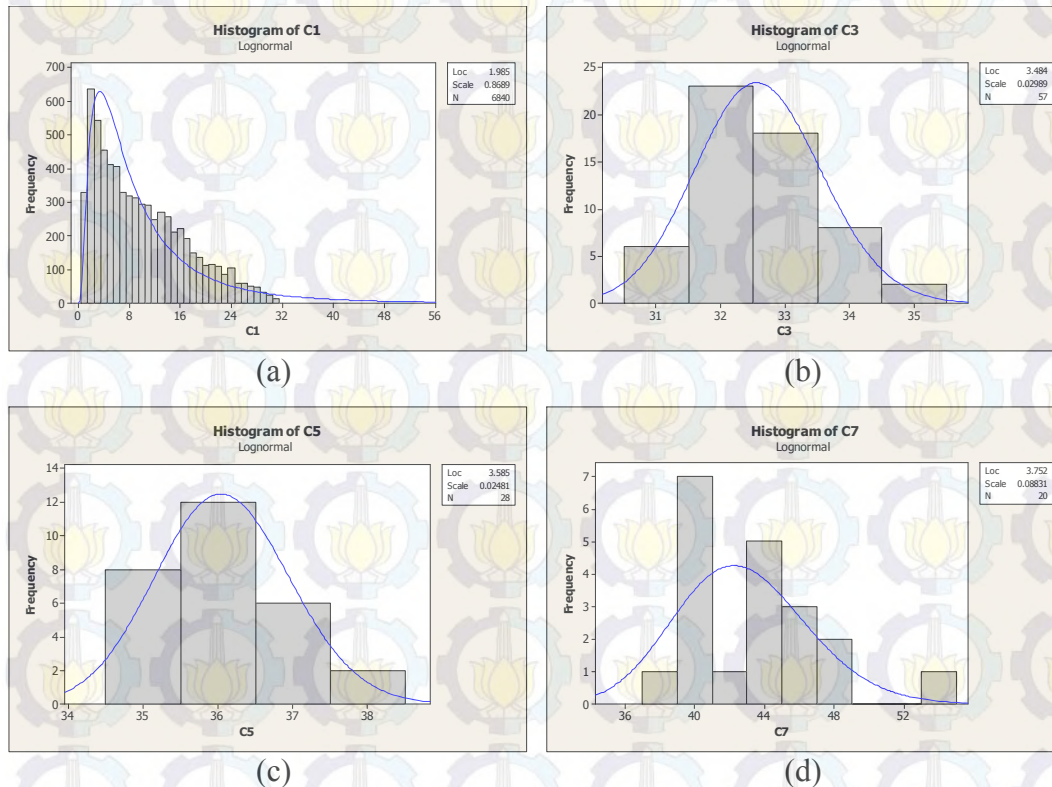 Histogram of C1
Lognormal
Loc 1.985
Scale 0.8689
N 6840
Frequency
700
600
500
400
300
200
100
0
0 8 16 24 32 40 48 56
C1
(a)
Histogram of C3
Lognormal
Loc 3.484
Scale 0.02989
N 57
Frequency
25
20
15
10
5
0
31 32 33 34 35
C3
(b)
Histogram of C5
Lognormal
Loc 3.585
Scale 0.02481
N 28
Frequency
14
12
10
8
6
4
2
0
34 35 36 37 38
C5
(c)
Histogram of C7
Lognormal
Loc 3.752
Scale 0.08831
N 20
Frequency
7
6
5
4
3
2
1
0
36 40 44 48 52
C7
(d)